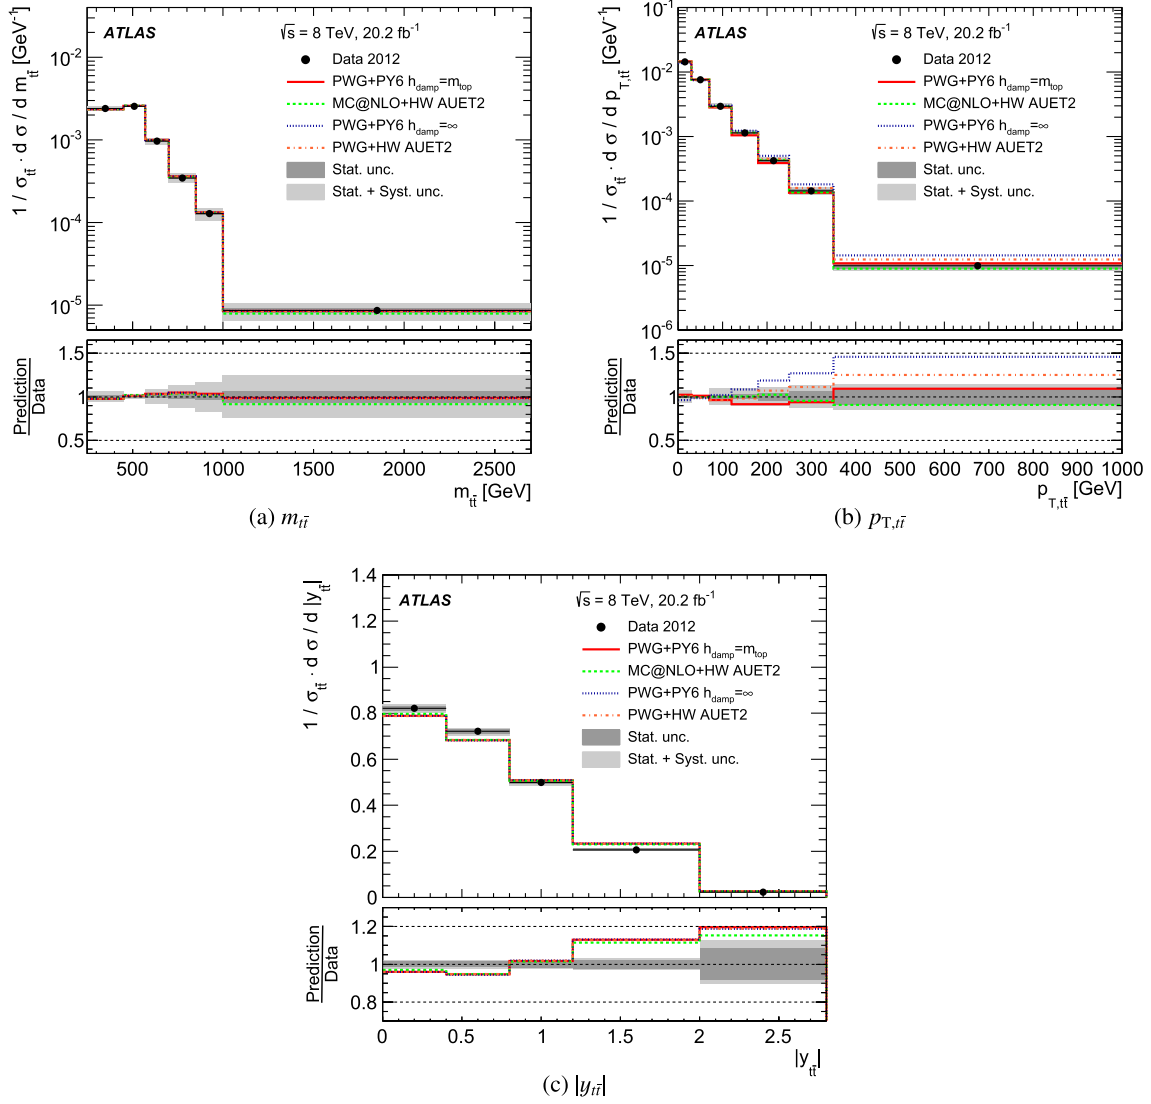 1 / σ_tt̄ · d σ / d m_tt̄ [GeV⁻¹]
ATLAS
√s = 8 TeV, 20.2 fb⁻¹
Data 2012
PWG+PY6 h_damp=m_top
MC@NLO+HW AUET2
PWG+PY6 h_damp=∞
PWG+HW AUET2
Stat. unc.
Stat. + Syst. unc.
10⁻²
10⁻³
10⁻⁴
10⁻⁵
Prediction
Data
1.5
1
0.5
500 1000 1500 2000 2500
m_tt̄ [GeV]
(a) m_tt̄
1 / σ_tt̄ · d σ / d p_T,tt̄ [GeV⁻¹]
ATLAS
√s = 8 TeV, 20.2 fb⁻¹
Data 2012
PWG+PY6 h_damp=m_top
MC@NLO+HW AUET2
PWG+PY6 h_damp=∞
PWG+HW AUET2
Stat. unc.
Stat. + Syst. unc.
10⁻¹
10⁻²
10⁻³
10⁻⁴
10⁻⁵
10⁻⁶
Prediction
Data
1.5
1
0.5
0 100 200 300 400 500 600 700 800 900 1000
p_T,tt̄ [GeV]
(b) p_T,tt̄
1 / σ_tt̄ · d σ / d |y_tt̄|
ATLAS
√s = 8 TeV, 20.2 fb⁻¹
Data 2012
PWG+PY6 h_damp=m_top
MC@NLO+HW AUET2
PWG+PY6 h_damp=∞
PWG+HW AUET2
Stat. unc.
Stat. + Syst. unc.
1.4
1.2
1
0.8
0.6
0.4
0.2
0
Prediction
Data
1.2
1
0.8
0 0.5 1 1.5 2 2.5
|y_tt̄|
(c) |y_tt̄|